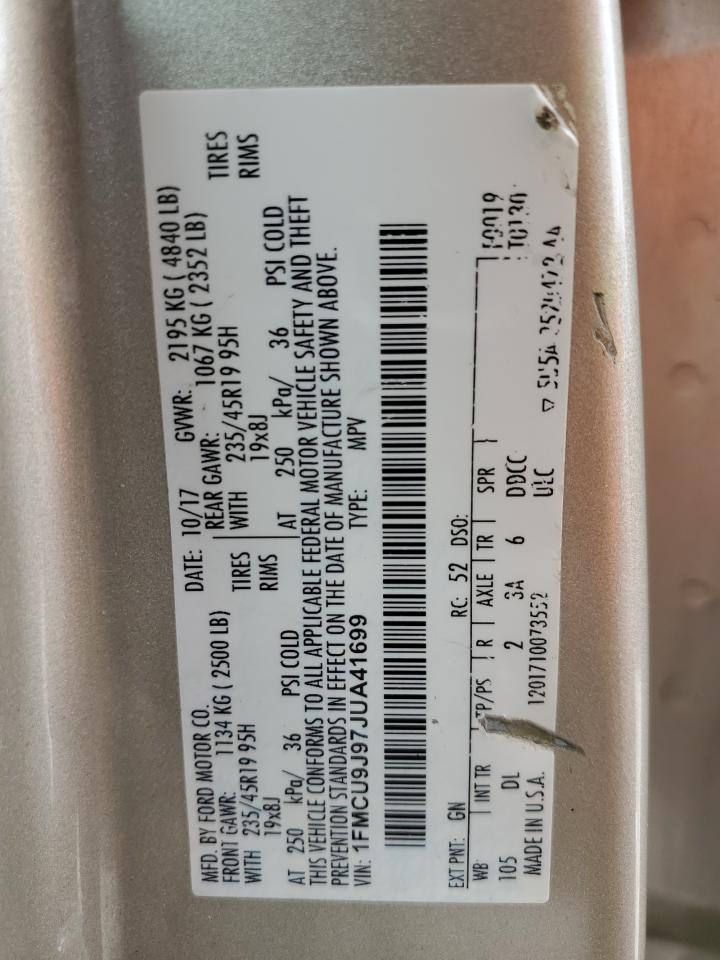 MFD. BY FORD MOTOR CO.
DATE: 10/17 GVWR: 2195 KG ( 4840 LB)
FRONT GAWR: 1134 KG ( 2500 LB) REAR GAWR: 1067 KG ( 2352 LB)
WITH 235/45R19 95H TIRES WITH 235/45R19 95H TIRES
19x8J RIMS 19x8J RIMS
AT 250 kPa/ 36 PSI COLD AT 250 kPa/ 36 PSI COLD
THIS VEHICLE CONFORMS TO ALL APPLICABLE FEDERAL MOTOR VEHICLE SAFETY AND THEFT
PREVENTION STANDARDS IN EFFECT ON THE DATE OF MANUFACTURE SHOWN ABOVE.
VIN: 1FMCU9J97JUA41699 TYPE: MPV
EXT PNT: GN RC: 52 DSO:
WB INT TR TP/PS R AXLE TR SPR
105 DL 2 3A 6 DDCC
MADE IN U.S.A. 1201710073552